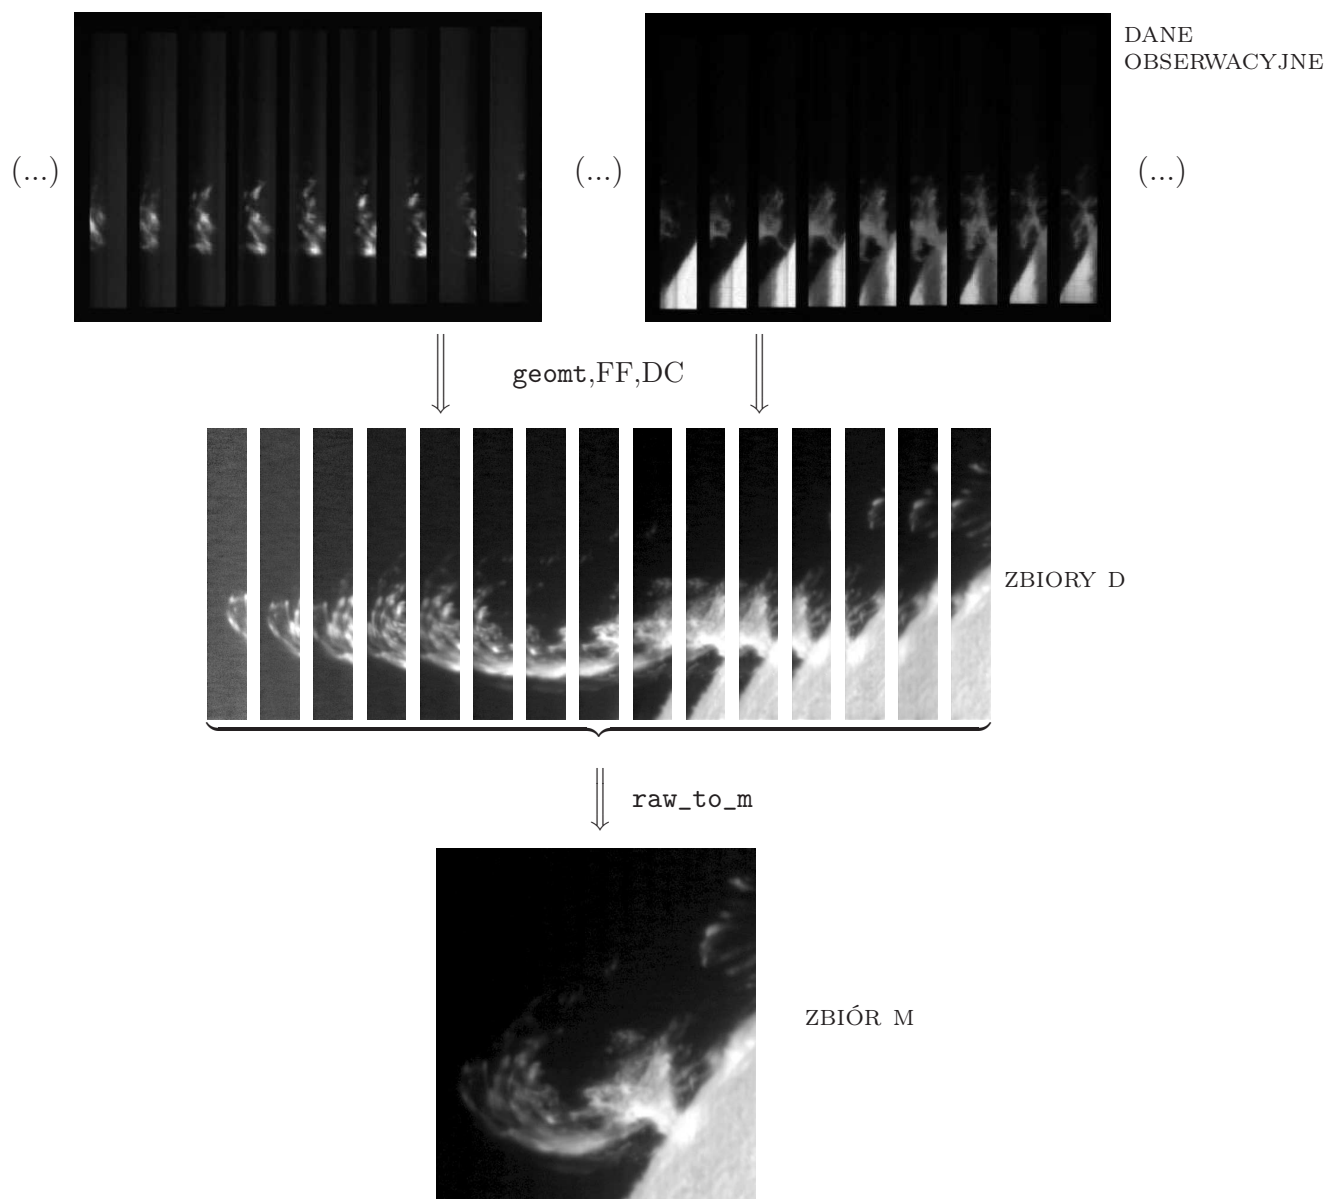 DANE
OBSERWACYJNE
(...)
(...)
(...)
geomt,FF,DC
ZBIORY D
raw_to_m
ZBIÓR M